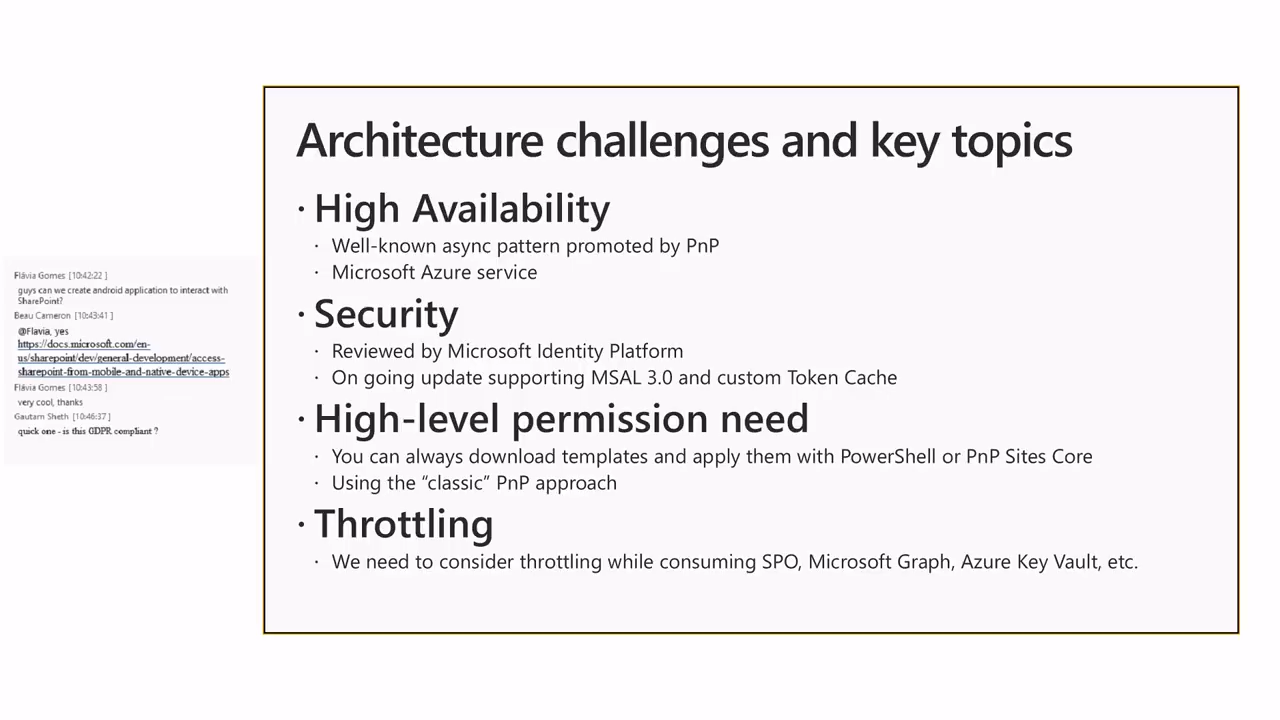 Architecture challenges and key topics
· High Availability
· Well-known async pattern promoted by PnP
· Microsoft Azure service
· Security
· Reviewed by Microsoft Identity Platform
· On going update supporting MSAL 3.0 and custom Token Cache
· High-level permission need
· You can always download templates and apply them with PowerShell or PnP Sites Core
· Using the “classic” PnP approach
· Throttling
· We need to consider throttling while consuming SPO, Microsoft Graph, Azure Key Vault, etc.
Flávia Gomes [10:42:22 ]
guys can we create android application to interact with
SharePoint?
Beau Cameron [10:43:41 ]
@Flavia, yes
https://docs.microsoft.com/en-
us/sharepoint/dev/general-development/access-
sharepoint-from-mobile-and-native-device-apps
Flávia Gomes [10:43:58 ]
very cool, thanks
Gautam Sheth [10:46:37 ]
quick one - is this GDPR compliant ?